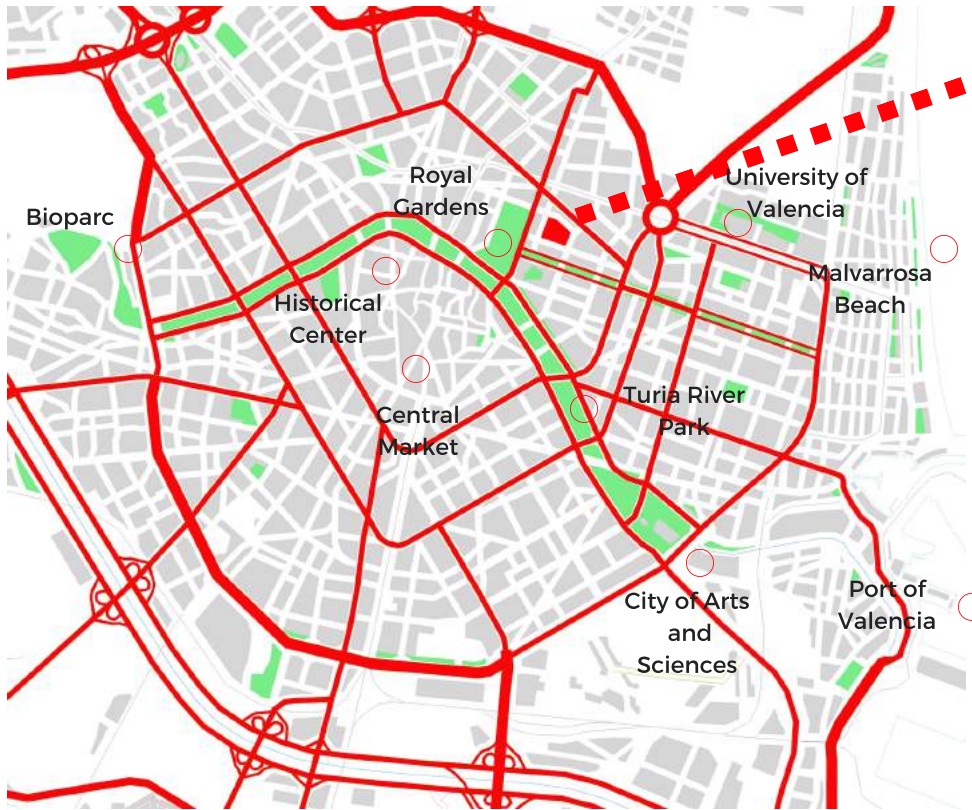 Royal
Gardens
University of
Valencia
Bioparc
Malvarrosa
Beach
Historical
Center
Turia River
Park
Central
Market
City of Arts
and
Sciences
Port of
Valencia